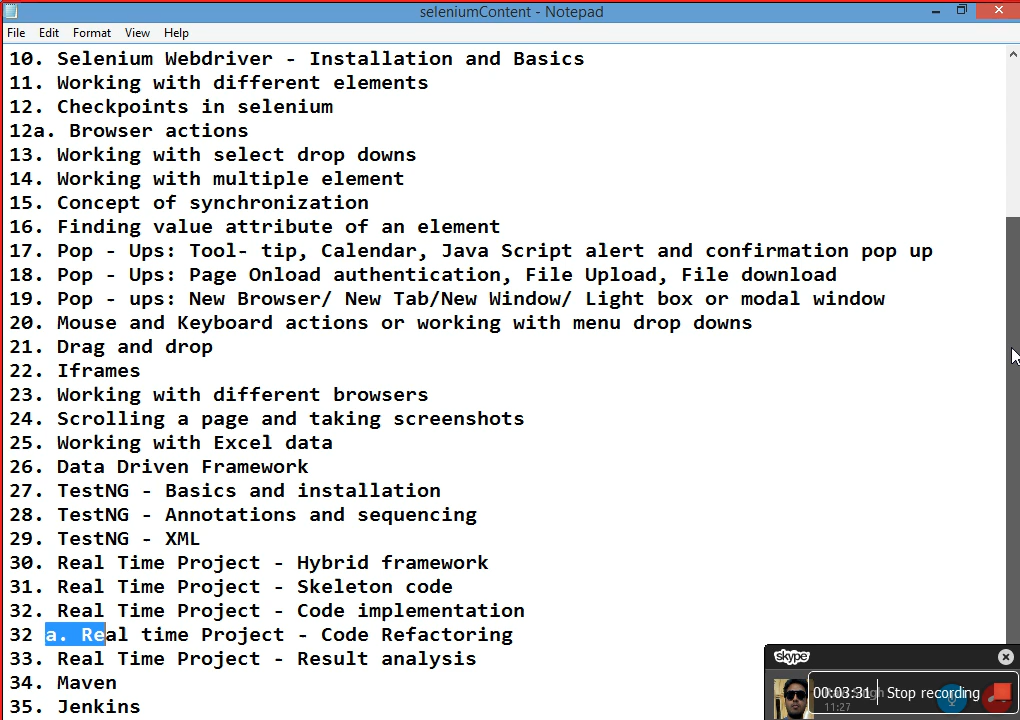 seleniumContent - Notepad
File Edit Format View Help
10. Selenium Webdriver - Installation and Basics
11. Working with different elements
12. Checkpoints in selenium
12a. Browser actions
13. Working with select drop downs
14. Working with multiple element
15. Concept of synchronization
16. Finding value attribute of an element
17. Pop - Ups: Tool- tip, Calendar, Java Script alert and confirmation pop up
18. Pop - Ups: Page Onload authentication, File Upload, File download
19. Pop - ups: New Browser/ New Tab/New Window/ Light box or modal window
20. Mouse and Keyboard actions or working with menu drop downs
21. Drag and drop
22. Iframes
23. Working with different browsers
24. Scrolling a page and taking screenshots
25. Working with Excel data
26. Data Driven Framework
27. TestNG - Basics and installation
28. TestNG - Annotations and sequencing
29. TestNG - XML
30. Real Time Project - Hybrid framework
31. Real Time Project - Skeleton code
32. Real Time Project - Code implementation
32 a. Real time Project - Code Refactoring
33. Real Time Project - Result analysis
34. Maven
35. Jenkins
skype
00:03:31 Stop recording
11:27